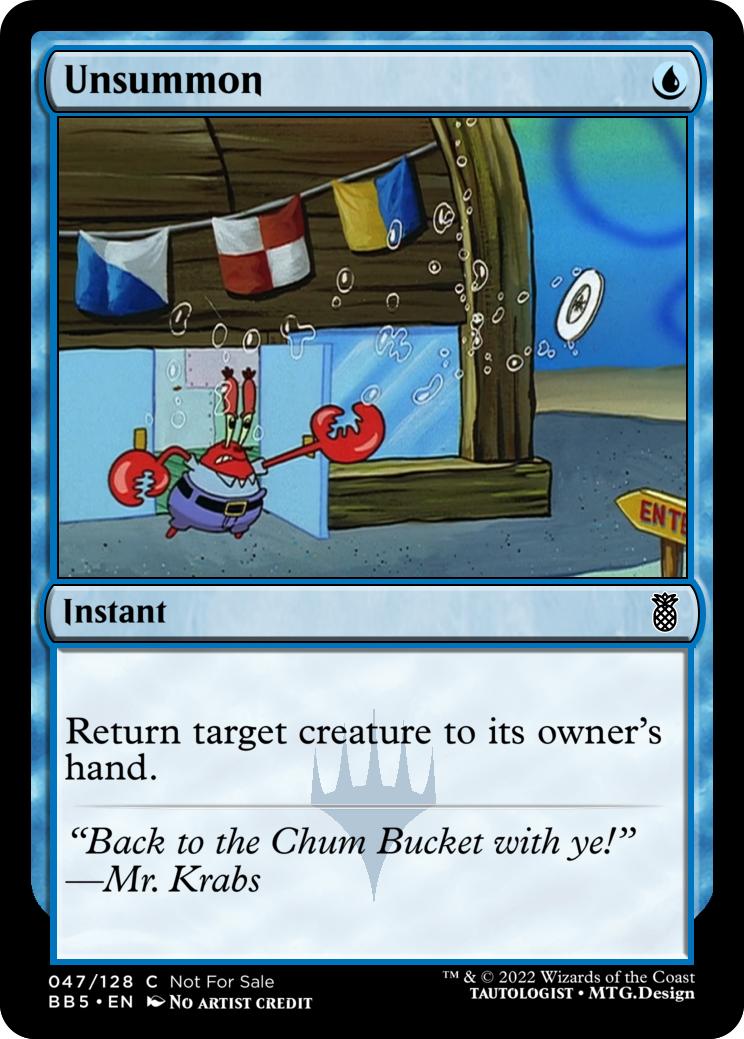 Unsummon
ENTE
Instant
Return target creature to its owner's
hand.
"Back to the Chum Bucket with ye!"
—Mr. Krabs
047/128 C Not For Sale
BB5 • EN No artist credit
™ & © 2022 Wizards of the Coast
TAUTOLOGIST • MTG.Design